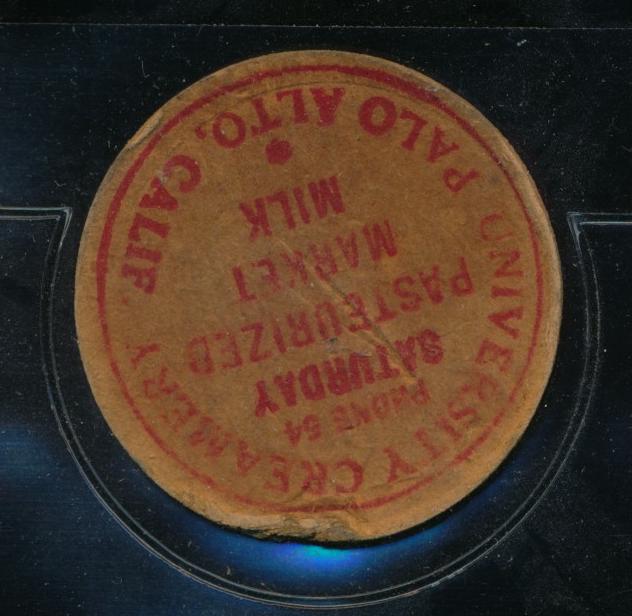 UNIVERSITY CREAMERY
PHONE 54
SATURDAY
PASTEURIZED
MARKET
MILK
PALO ALTO, CALIF.